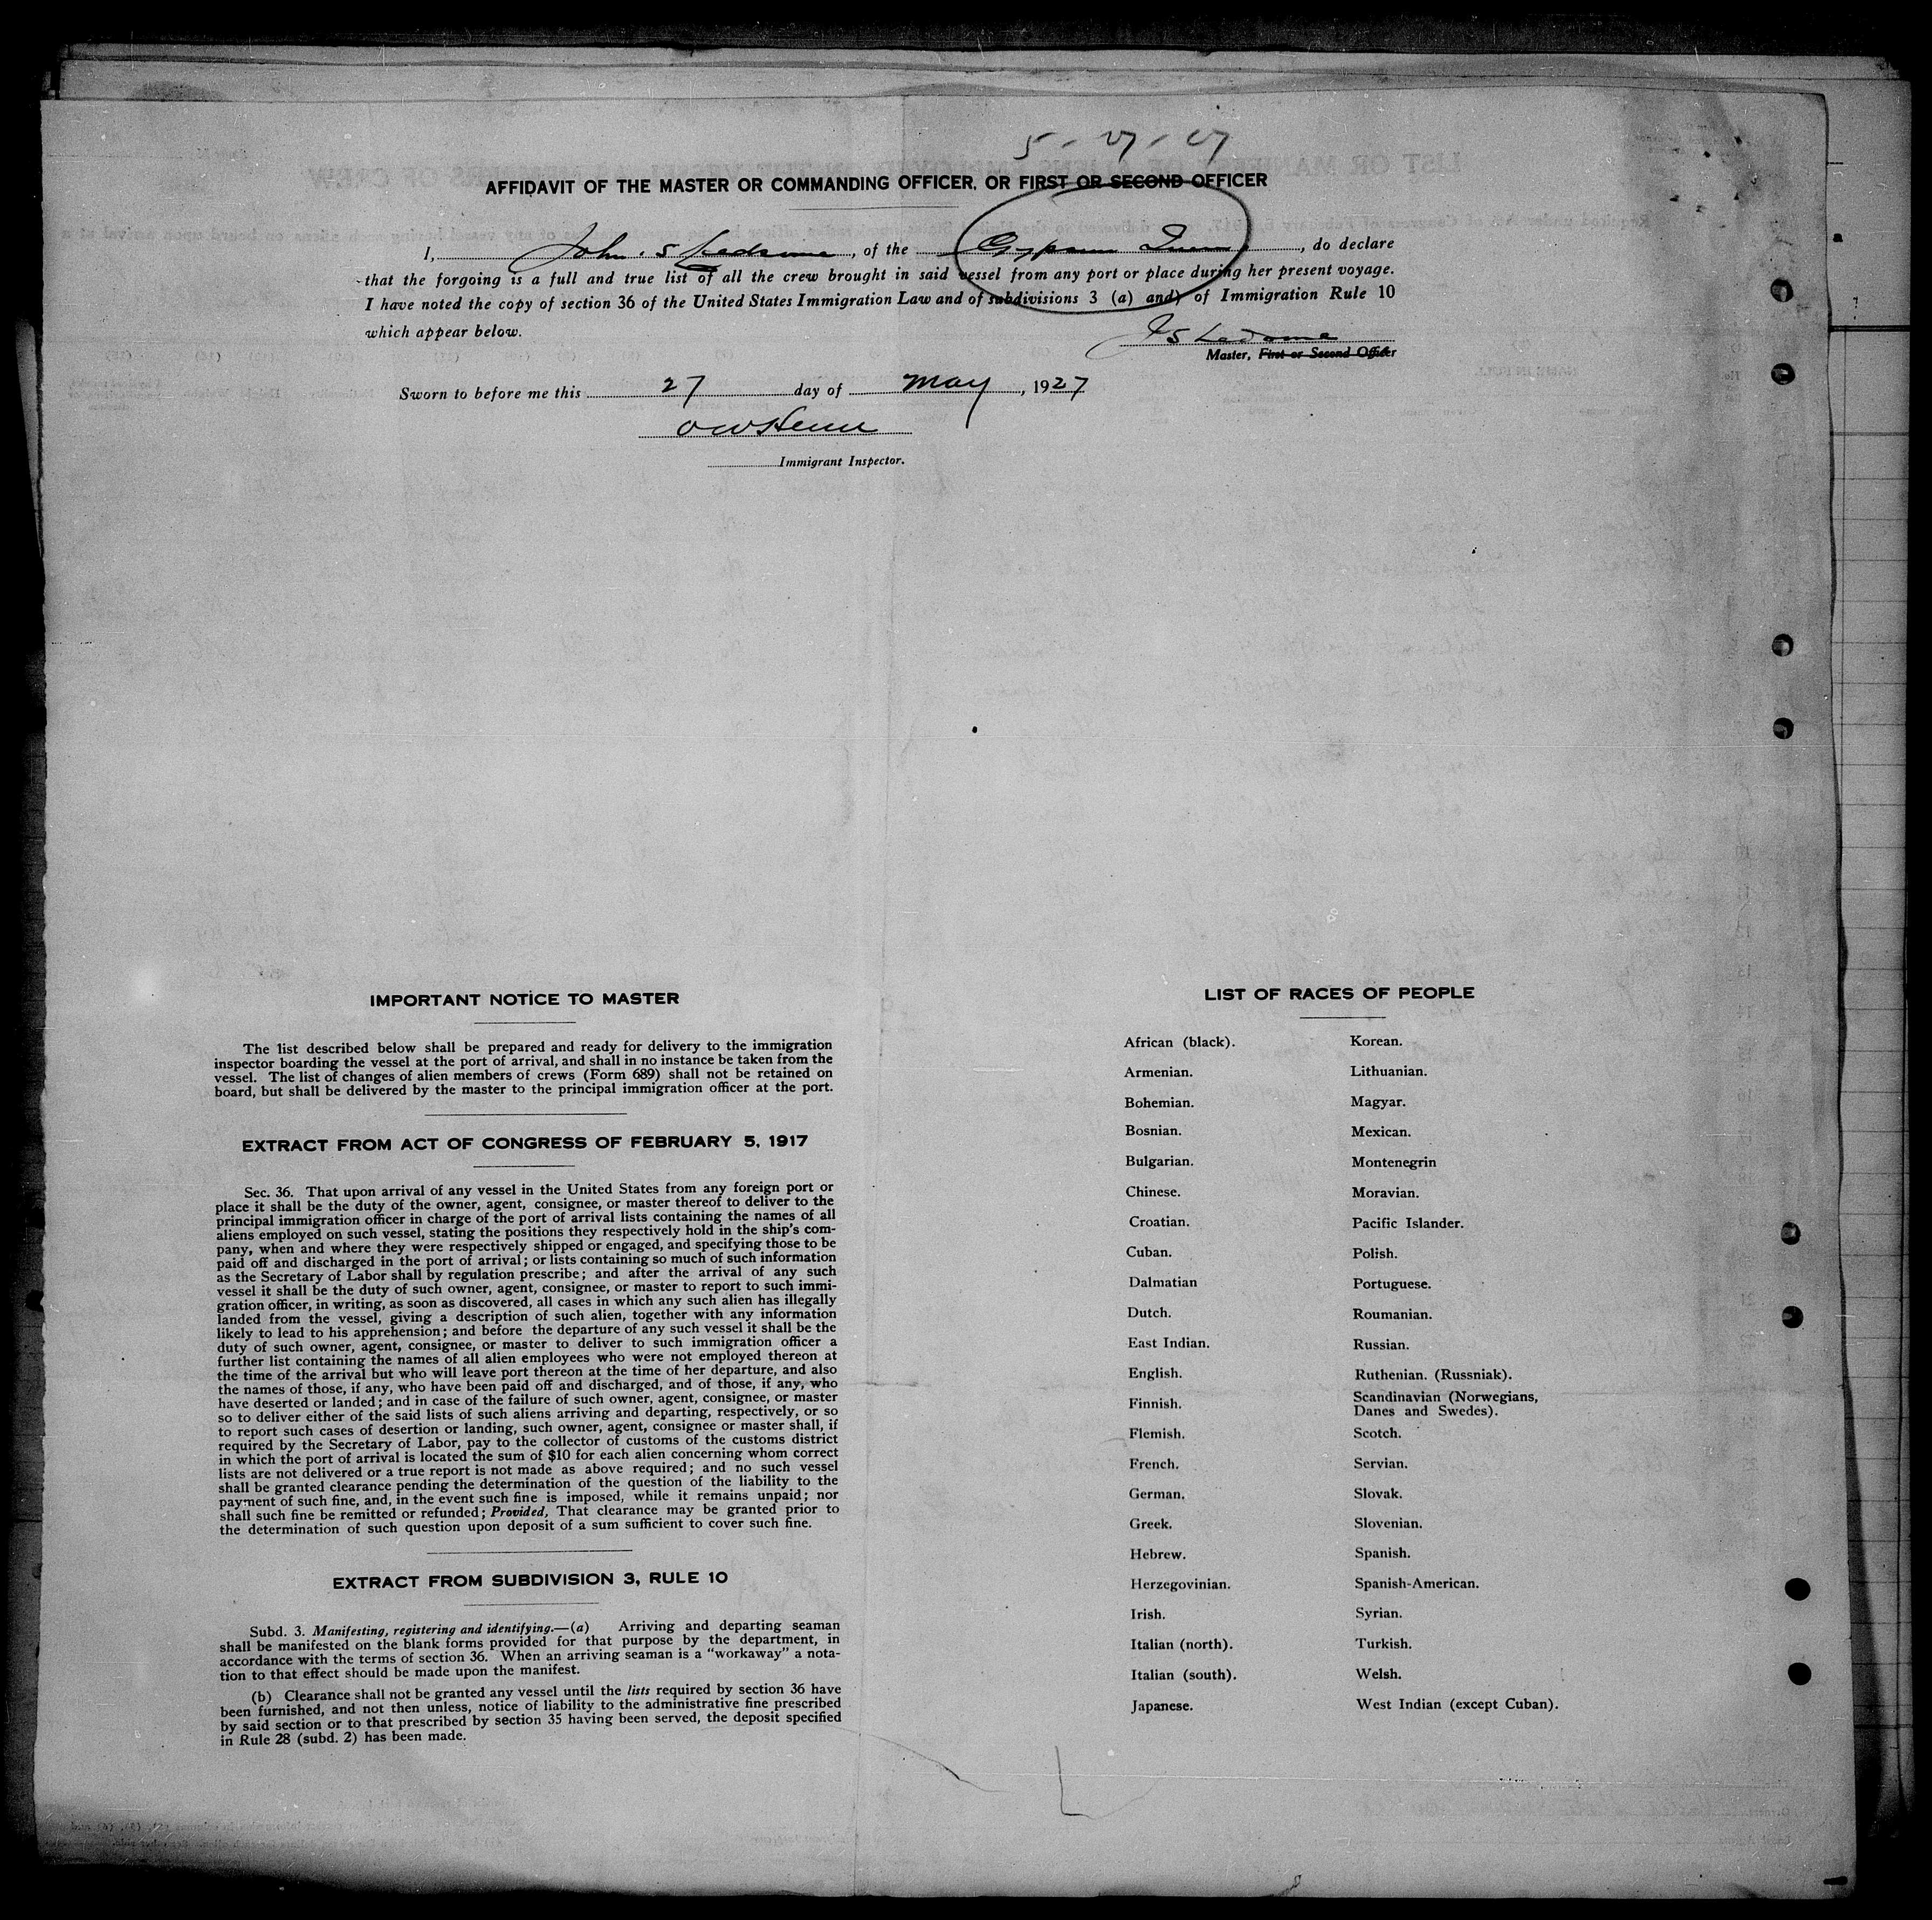 5 - 27 - 27
AFFIDAVIT OF THE MASTER OR COMMANDING OFFICER, OR FIRST OR SECOND OFFICER
I, John. S , of the Gypsum , do declare
that the forgoing is a full and true list of all the crew brought in said vessel from any port or place during her present voyage.
I have noted the copy of section 36 of the United States Immigration Law and of subdivisions 3 (a) and) of Immigration Rule 10
which appear below.
J S
Master, First or Second Officer
Sworn to before me this 27 day of May, 1927
Immigrant Inspector.
IMPORTANT NOTICE TO MASTER
The list described below shall be prepared and ready for delivery to the immigration
inspector boarding the vessel at the port of arrival, and shall in no instance be taken from the
vessel. The list of changes of alien members of crews (Form 689) shall not be retained on
board, but shall be delivered by the master to the principal immigration officer at the port.
EXTRACT FROM ACT OF CONGRESS OF FEBRUARY 5, 1917
Sec. 36. That upon arrival of any vessel in the United States from any foreign port or
place it shall be the duty of the owner, agent, consignee, or master thereof to deliver to the
principal immigration officer in charge of the port of arrival lists containing the names of all
aliens employed on such vessel, stating the positions they respectively hold in the ship's com-
pany, when and where they were respectively shipped or engaged, and specifying those to be
paid off and discharged in the port of arrival; or lists containing so much of such information
as the Secretary of Labor shall by regulation prescribe; and after the arrival of any such
vessel it shall be the duty of such owner, agent, consignee, or master to report to such immi-
gration officer, in writing, as soon as discovered, all cases in which any such alien has illegally
landed from the vessel, giving a description of such alien, together with any information
likely to lead to his apprehension; and before the departure of any such vessel it shall be the
duty of such owner, agent, consignee, or master to deliver to such immigration officer a
further list containing the names of all alien employees who were not employed thereon at
the time of the arrival but who will leave port thereon at the time of her departure, and also
the names of those, if any, who have been paid off and discharged, and of those, if any, who
have deserted or landed; and in case of the failure of such owner, agent, consignee, or master
so to deliver either of the said lists of such aliens arriving and departing, respectively, or so
to report such cases of desertion or landing, such owner, agent, consignee or master shall, if
required by the Secretary of Labor, pay to the collector of customs of the customs district
in which the port of arrival is located the sum of $10 for each alien concerning whom correct
lists are not delivered or a true report is not made as above required; and no such vessel
shall be granted clearance pending the determination of the question of the liability to the
payment of such fine, and, in the event such fine is imposed, while it remains unpaid; nor
shall such fine be remitted or refunded; Provided, That clearance may be granted prior to
the determination of such question upon deposit of a sum sufficient to cover such fine.
EXTRACT FROM SUBDIVISION 3, RULE 10
Subd. 3. Manifesting, registering and identifying.—(a) Arriving and departing seaman
shall be manifested on the blank forms provided for that purpose by the department, in
accordance with the terms of section 36. When an arriving seaman is a "workaway" a nota-
tion to that effect should be made upon the manifest.
(b) Clearance shall not be granted any vessel until the lists required by section 36 have
been furnished, and not then unless, notice of liability to the administrative fine prescribed
by said section or to that prescribed by section 35 having been served, the deposit specified
in Rule 28 (subd. 2) has been made.
LIST OF RACES OF PEOPLE
African (black).
Armenian.
Bohemian.
Bosnian.
Bulgarian.
Chinese.
Croatian.
Cuban.
Dalmatian
Dutch.
East Indian.
English.
Finnish.
Flemish.
French.
German.
Greek.
Hebrew.
Herzegovinian.
Irish.
Italian (north).
Italian (south).
Japanese.
Korean.
Lithuanian.
Magyar.
Mexican.
Montenegrin
Moravian.
Pacific Islander.
Polish.
Portuguese.
Roumanian.
Russian.
Ruthenian. (Russniak).
Scandinavian (Norwegians,
Danes and Swedes).
Scotch.
Servian.
Slovak.
Slovenian.
Spanish.
Spanish-American.
Syrian.
Turkish.
Welsh.
West Indian (except Cuban).